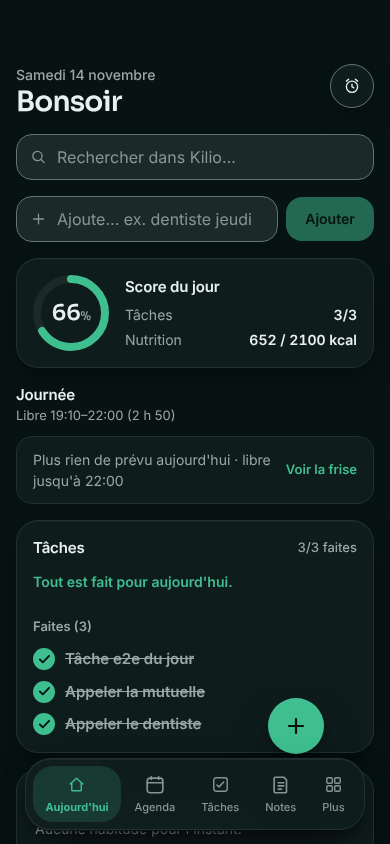 Samedi 14 novembre
Bonsoir
Rechercher dans Kilio...
Ajoute... ex. dentiste jeudi
Ajouter
66%
Score du jour
Tâches 3/3
Nutrition 652 / 2100 kcal
Journée
Libre 19:10–22:00 (2 h 50)
Plus rien de prévu aujourd'hui · libre
jusqu'à 22:00
Voir la frise
Tâches
3/3 faites
Tout est fait pour aujourd'hui.
Faites (3)
Tâche e2e du jour
Appeler la mutuelle
Appeler le dentiste
Aujourd'hui
Agenda
Tâches
Notes
Plus
Aucune habitude pour l'instant.